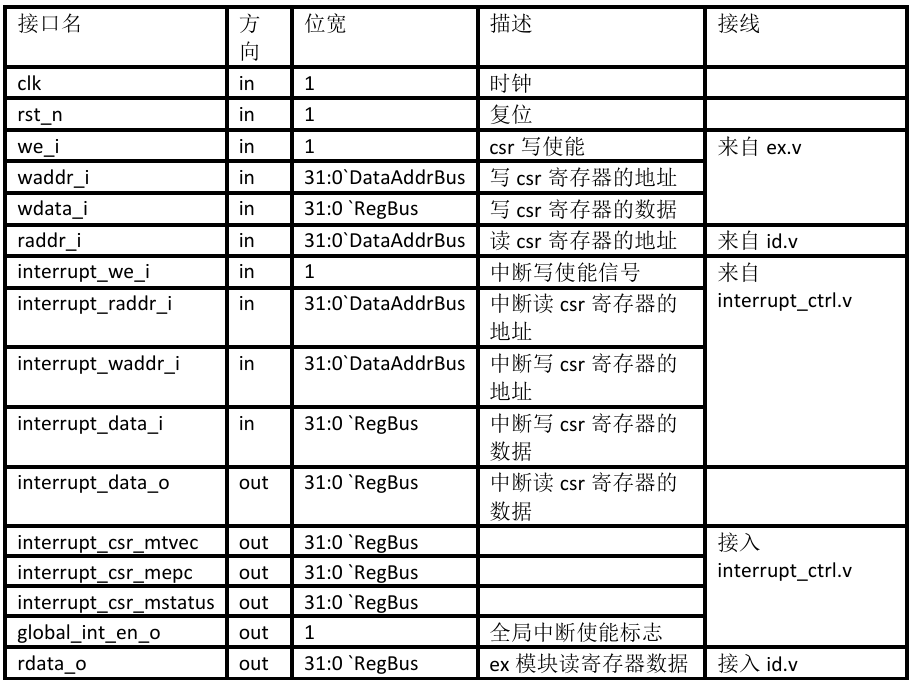 接口名 方向 位宽 描述 接线
clk in 1 时钟
rst_n in 1 复位
we_i in 1 csr 写使能 来自 ex.v
waddr_i in 31:0`DataAddrBus 写 csr 寄存器的地址
wdata_i in 31:0 `RegBus 写 csr 寄存器的数据
raddr_i in 31:0`DataAddrBus 读 csr 寄存器的地址 来自 id.v
interrupt_we_i in 1 中断写使能信号 来自
interrupt_ctrl.v
interrupt_raddr_i in 31:0`DataAddrBus 中断读 csr 寄存器的
地址
interrupt_waddr_i in 31:0`DataAddrBus 中断写 csr 寄存器的
地址
interrupt_data_i in 31:0 `RegBus 中断写 csr 寄存器的
数据
interrupt_data_o out 31:0 `RegBus 中断读 csr 寄存器的
数据
interrupt_csr_mtvec out 31:0 `RegBus 接入
interrupt_csr_mepc out 31:0 `RegBus interrupt_ctrl.v
interrupt_csr_mstatus out 31:0 `RegBus
global_int_en_o out 1 全局中断使能标志
rdata_o out 31:0 `RegBus ex 模块读寄存器数据 接入 id.v